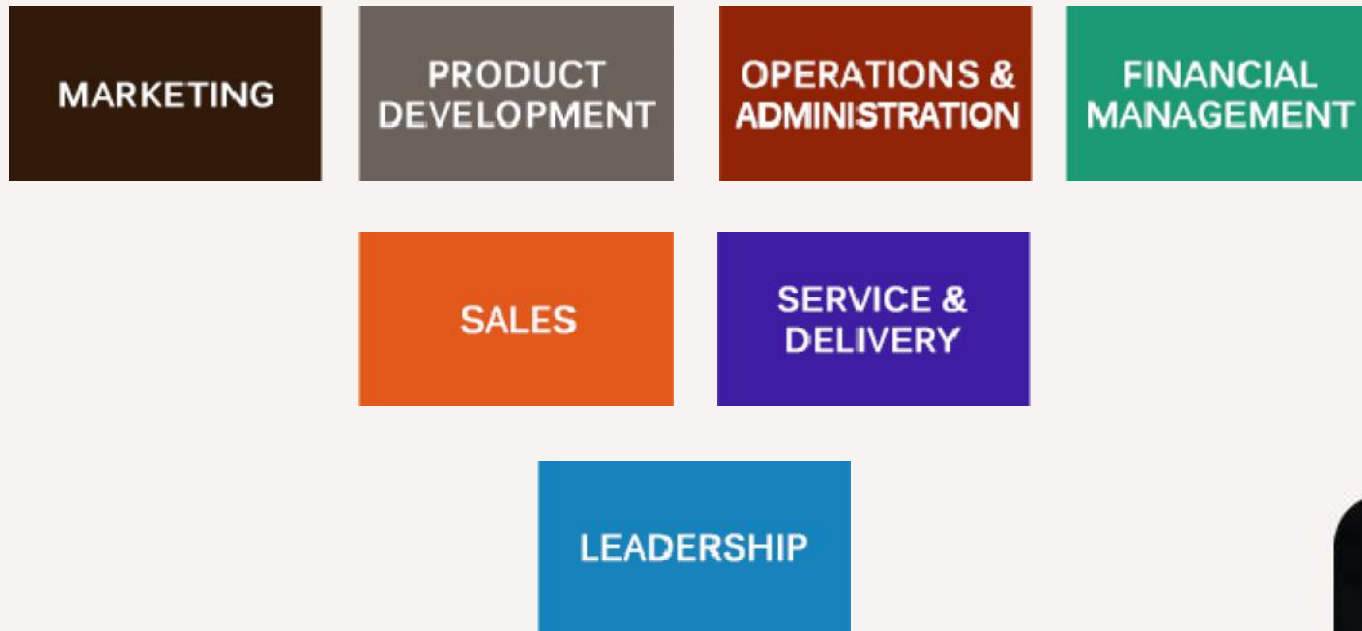 MARKETING
PRODUCT
DEVELOPMENT
OPERATIONS &
ADMINISTRATION
FINANCIAL
MANAGEMENT
SALES
SERVICE &
DELIVERY
LEADERSHIP